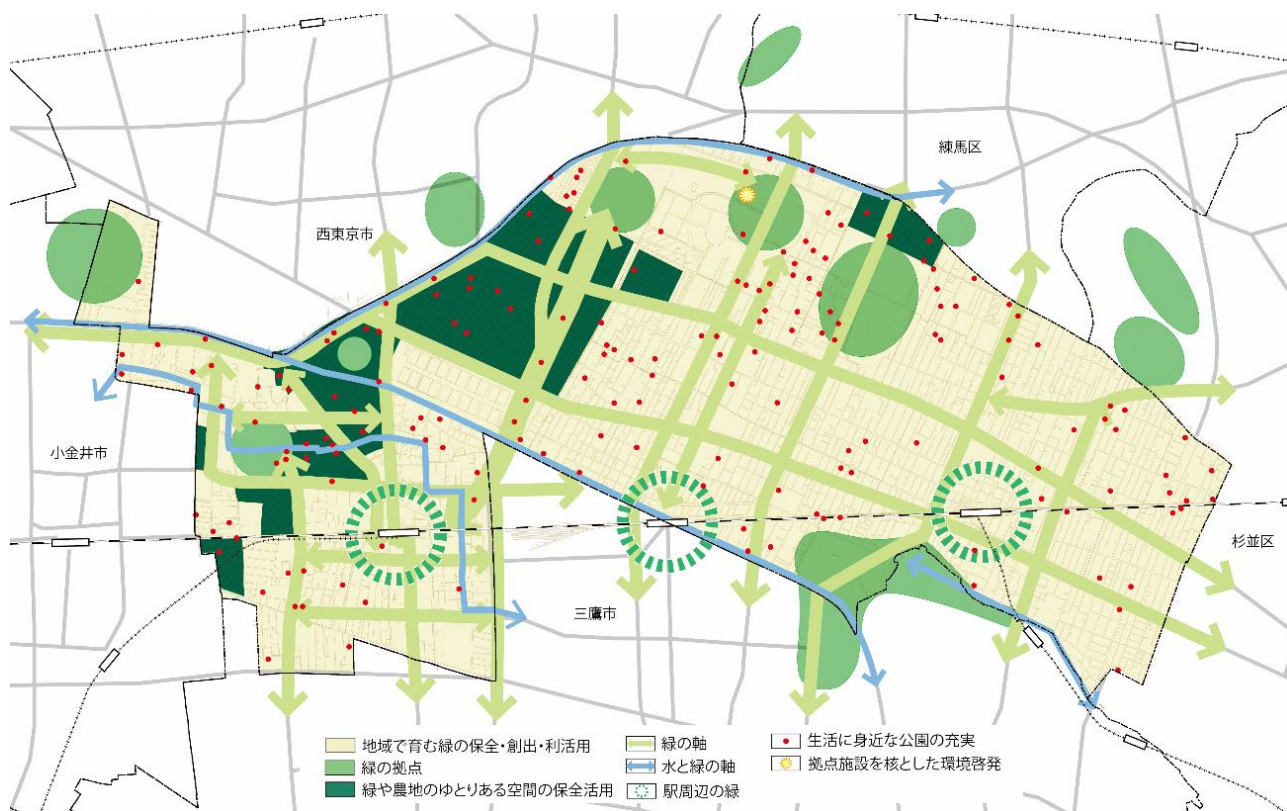 練馬区
西東京市
小金井市
杉並区
三鷹市
地域で育む緑の保全・創出・利活用
緑の拠点
緑や農地のゆとりある空間の保全活用
緑の軸
水と緑の軸
駅周辺の緑
生活に身近な公園の充実
拠点施設を核とした環境啓発